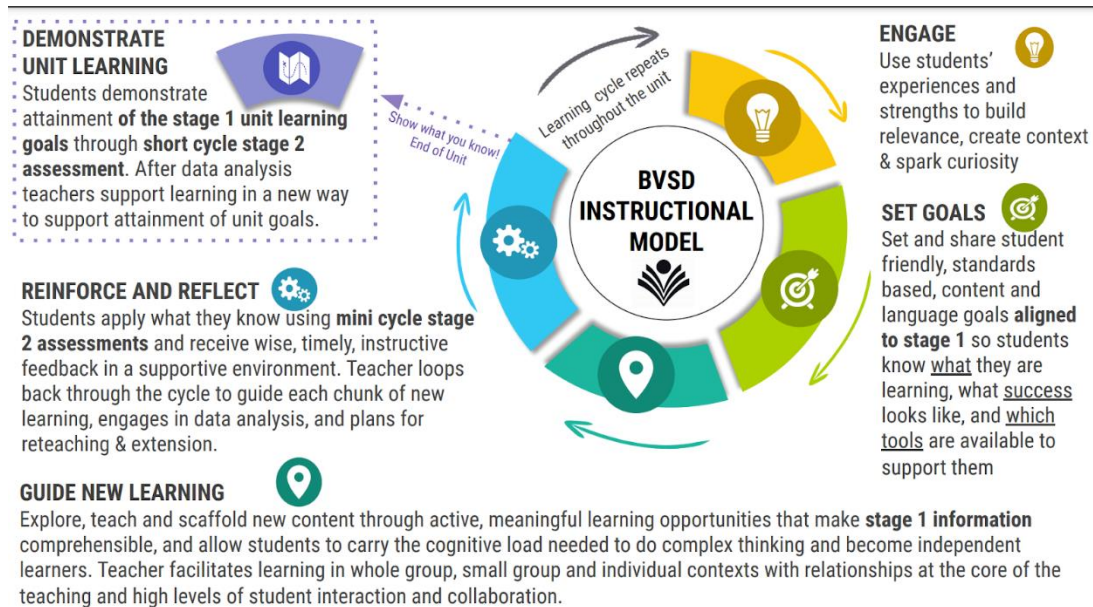 DEMONSTRATE
UNIT LEARNING
Students demonstrate
attainment of the stage 1 unit learning
goals through short cycle stage 2
assessment. After data analysis
teachers support learning in a new way
to support attainment of unit goals.
Show what you know!
End of Unit
Learning cycle repeats
throughout the unit
BVSD
INSTRUCTIONAL
MODEL
ENGAGE
Use students’
experiences and
strengths to build
relevance, create context
& spark curiosity
SET GOALS
Set and share student
friendly, standards
based, content and
language goals aligned
to stage 1 so students
know what they are
learning, what success
looks like, and which
tools are available to
support them
REINFORCE AND REFLECT
Students apply what they know using mini cycle stage
2 assessments and receive wise, timely, instructive
feedback in a supportive environment. Teacher loops
back through the cycle to guide each chunk of new
learning, engages in data analysis, and plans for
reteaching & extension.
GUIDE NEW LEARNING
Explore, teach and scaffold new content through active, meaningful learning opportunities that make stage 1 information
comprehensible, and allow students to carry the cognitive load needed to do complex thinking and become independent
learners. Teacher facilitates learning in whole group, small group and individual contexts with relationships at the core of the
teaching and high levels of student interaction and collaboration.